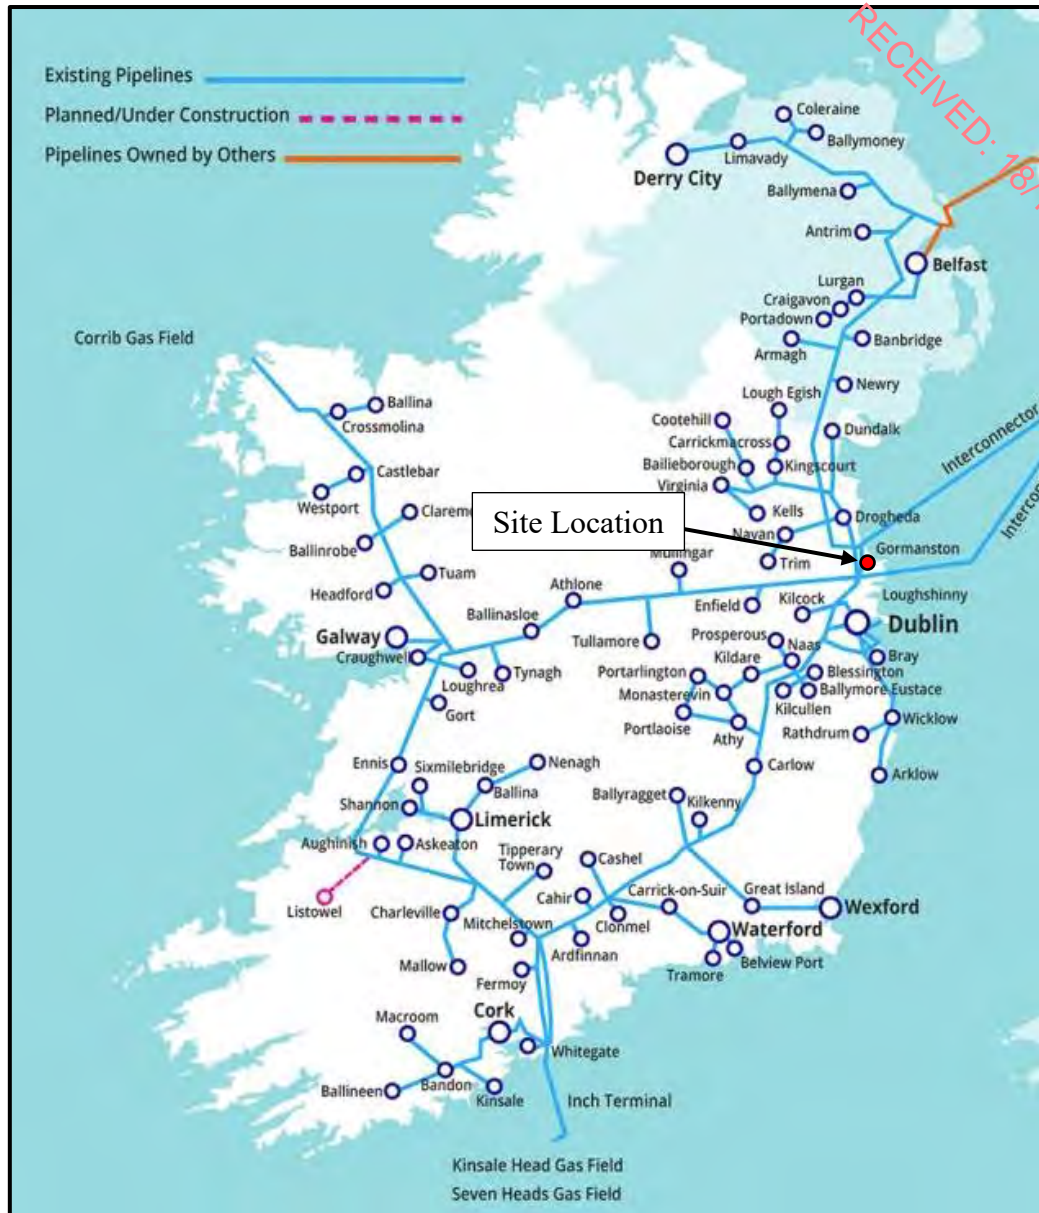 RECEIVED: 18/
Existing Pipelines
Planned/Under Construction
Pipelines Owned by Others
Coleraine
Ballymoney
Limavady
Derry City
Ballymena
Antrim
Belfast
Lurgan
Craigavon
Portadown
Banbridge
Armagh
Corrib Gas Field
Newry
Lough Egish
Ballina
Crossmolina
Cootehill
Dundalk
Carrickmacross
Interconnector
Bailieborough
Kingscourt
Castlebar
Virginia
Westport
Kells
Claremo
Site Location
Drogheda
Interco
Navan
Ballinrobe
Gormanston
Mullingar
Trim
Tuam
Headford
Athlone
Loughshinny
Kilcock
Enfield
Ballinasloe
Dublin
Galway
Tullamore
Prosperous
Naas
Craughwell
Bray
Kildare
Portarlington
Blessington
Tynagh
Loughrea
Monasterevin
Ballymore Eustace
Kilcullen
Gort
Wicklow
Portlaoise
Rathdrum
Athy
Ennis
Sixmilebridge
Nenagh
Carlow
Arklow
Ballina
Ballyragget
Shannon
Kilkenny
Limerick
Aughinish
Askeaton
Tipperary
Town
Cashel
Carrick-on-Suir
Great Island
Cahir
Wexford
Listowel
Charleville
Mitchelstown
Clonmel
Waterford
Ardfinnan
Belview Port
Mallow
Tramore
Fermoy
Cork
Macroom
Whitegate
Bandon
Ballineen
Kinsale
Inch Terminal
Kinsale Head Gas Field
Seven Heads Gas Field